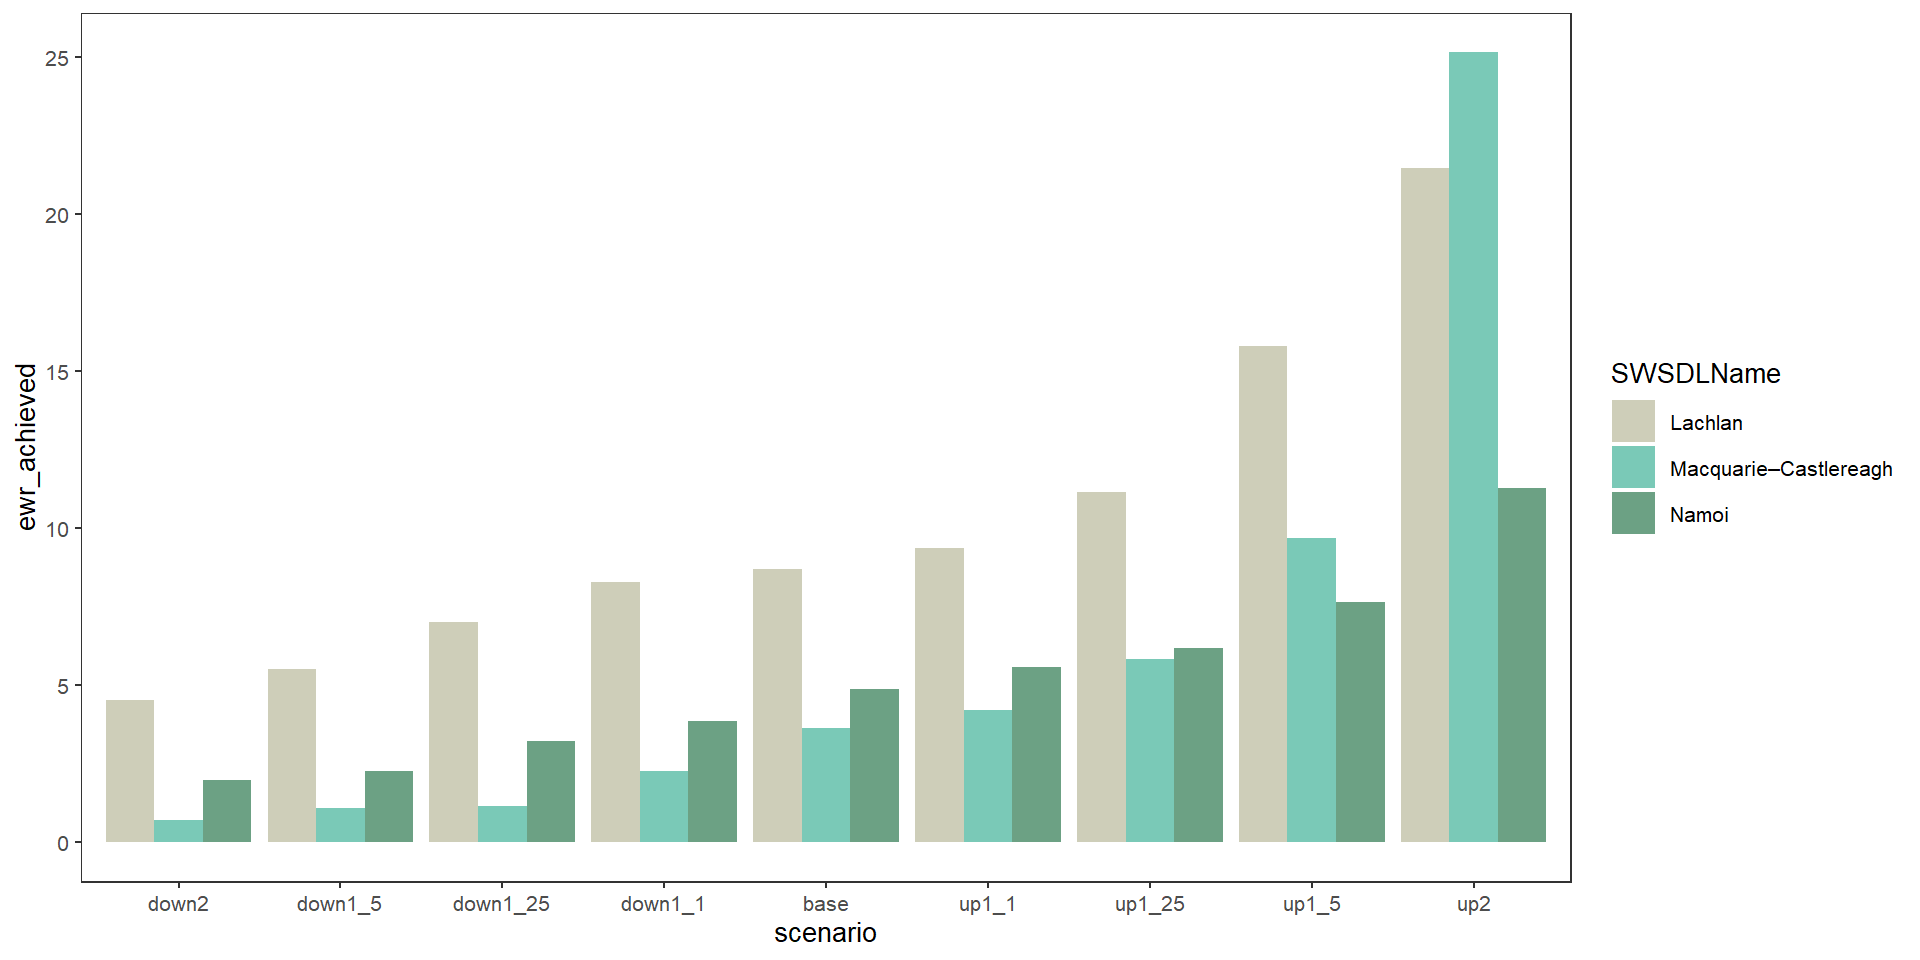 ewr_achieved
25
20
15
10
5
0
down2
down1_5
down1_25
down1_1
base
up1_1
up1_25
up1_5
up2
scenario
SWSDLName
Lachlan
Macquarie–Castlereagh
Namoi